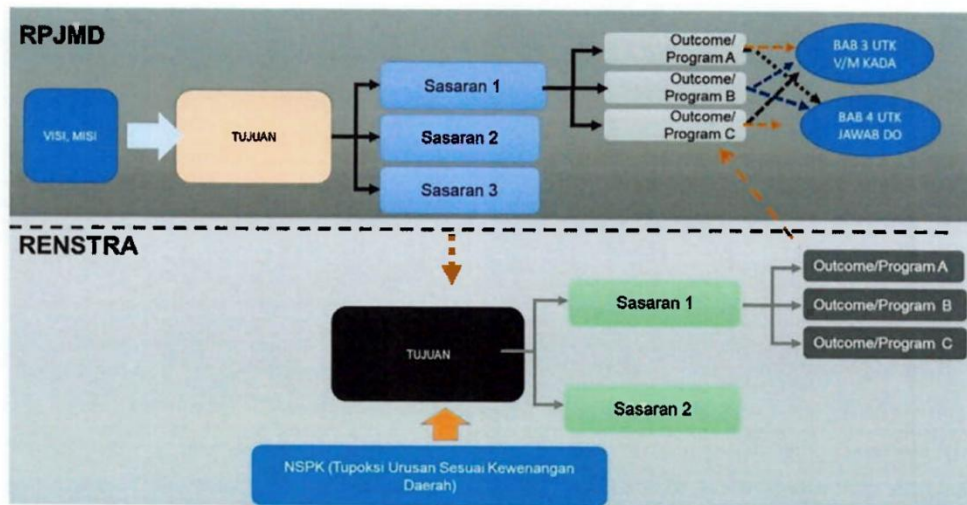 RPJMD
VISI, MISI
TUJUAN
Sasaran 1
Sasaran 2
Sasaran 3
Outcome/
Program A
Outcome/
Program B
Outcome/
Program C
BAB 3 UTK
V/M KADA
BAB 4 UTK
JAWAB DO
RENSTRA
TUJUAN
Sasaran 1
Sasaran 2
Outcome/Program A
Outcome/Program B
Outcome/Program C
NSPK (Tupoksi Urusan Sesuai Kewenangan
Daerah)